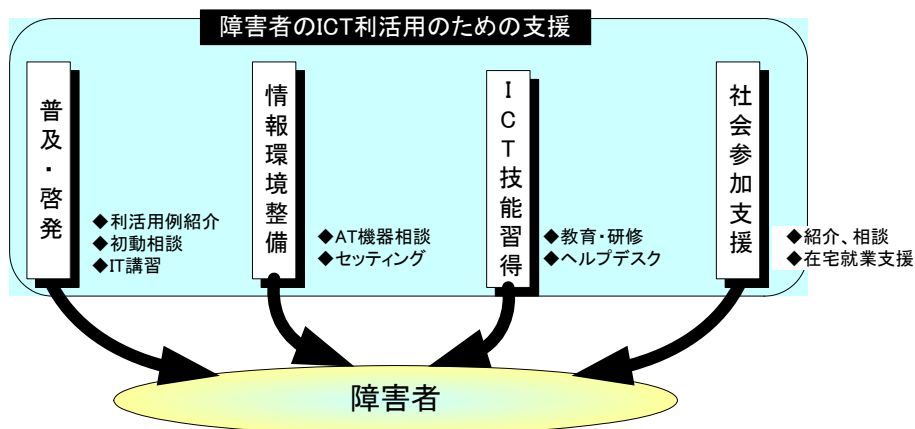 障害者のICT利活用のための支援
普及・啓発
◆利活用例紹介
◆初動相談
◆IT講習
情報環境整備
◆AT機器相談
◆セッティング
ICT技能習得
◆教育・研修
◆ヘルプデスク
社会参加支援
◆紹介、相談
◆在宅就業支援
障害者